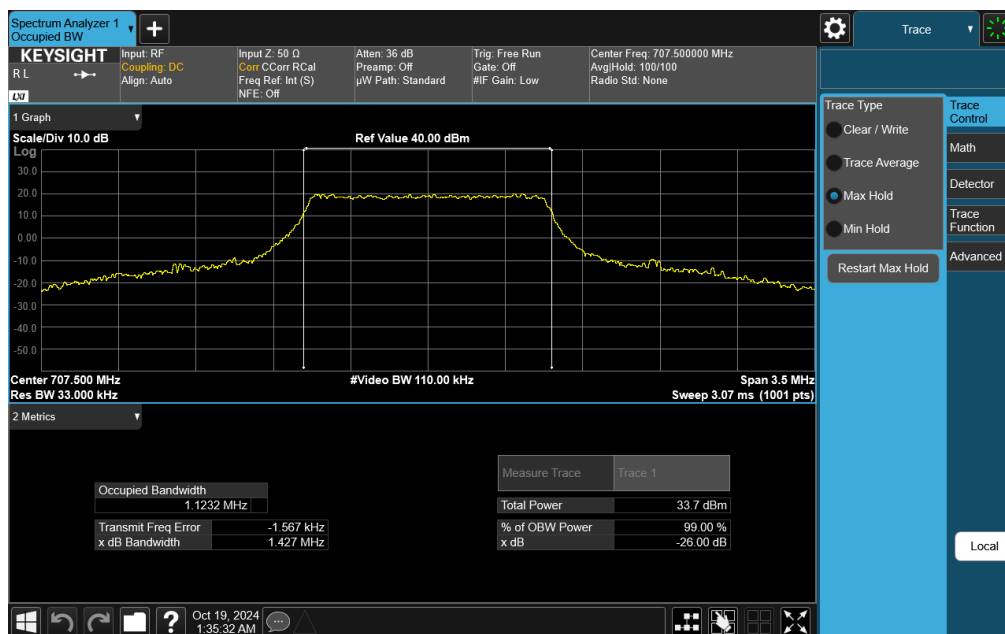 Spectrum Analyzer 1
Occupied BW
Trace
KEYSIGHT
R L
LXI
Input: RF
Coupling: DC
Align: Auto
Input Z: 50 Ω
Corr CCorr RCal
Freq Ref: Int (S)
NFE: Off
Atten: 36 dB
Preamp: Off
µW Path: Standard
Trig: Free Run
Gate: Off
#IF Gain: Low
Center Freq: 707.500000 MHz
Avg|Hold: 100/100
Radio Std: None
1 Graph
Scale/Div 10.0 dB
Ref Value 40.00 dBm
Log
30.0
20.0
10.0
0.00
-10.0
-20.0
-30.0
-40.0
-50.0
Center 707.500 MHz
#Video BW 110.00 kHz
Span 3.5 MHz
Res BW 33.000 kHz
Sweep 3.07 ms (1001 pts)
2 Metrics
Measure Trace
Trace 1
Occupied Bandwidth
1.1232 MHz
Total Power
33.7 dBm
Transmit Freq Error
-1.567 kHz
% of OBW Power
99.00 %
x dB Bandwidth
1.427 MHz
x dB
-26.00 dB
Trace Type
Clear / Write
Trace Average
Max Hold
Min Hold
Restart Max Hold
Trace
Control
Math
Detector
Trace
Function
Advanced
Local
?
Oct 19, 2024
1:35:32 AM